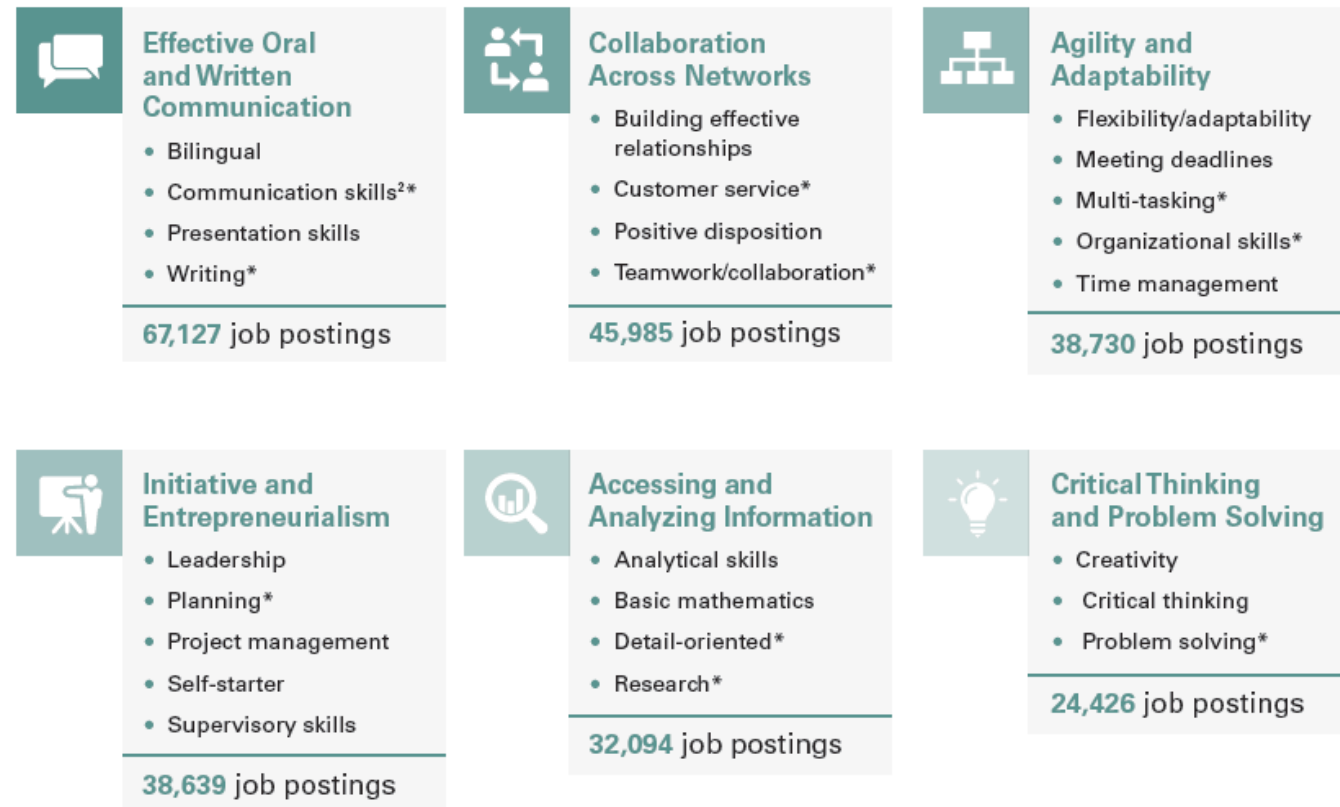 Effective Oral
and Written
Communication
• Bilingual
• Communication skills²*
• Presentation skills
• Writing*
67,127 job postings
Collaboration
Across Networks
• Building effective
relationships
• Customer service*
• Positive disposition
• Teamwork/collaboration*
45,985 job postings
Agility and
Adaptability
• Flexibility/adaptability
• Meeting deadlines
• Multi-tasking*
• Organizational skills*
• Time management
38,730 job postings
Initiative and
Entrepreneurialism
• Leadership
• Planning*
• Project management
• Self-starter
• Supervisory skills
38,639 job postings
Accessing and
Analyzing Information
• Analytical skills
• Basic mathematics
• Detail-oriented*
• Research*
32,094 job postings
Critical Thinking
and Problem Solving
• Creativity
• Critical thinking
• Problem solving*
24,426 job postings